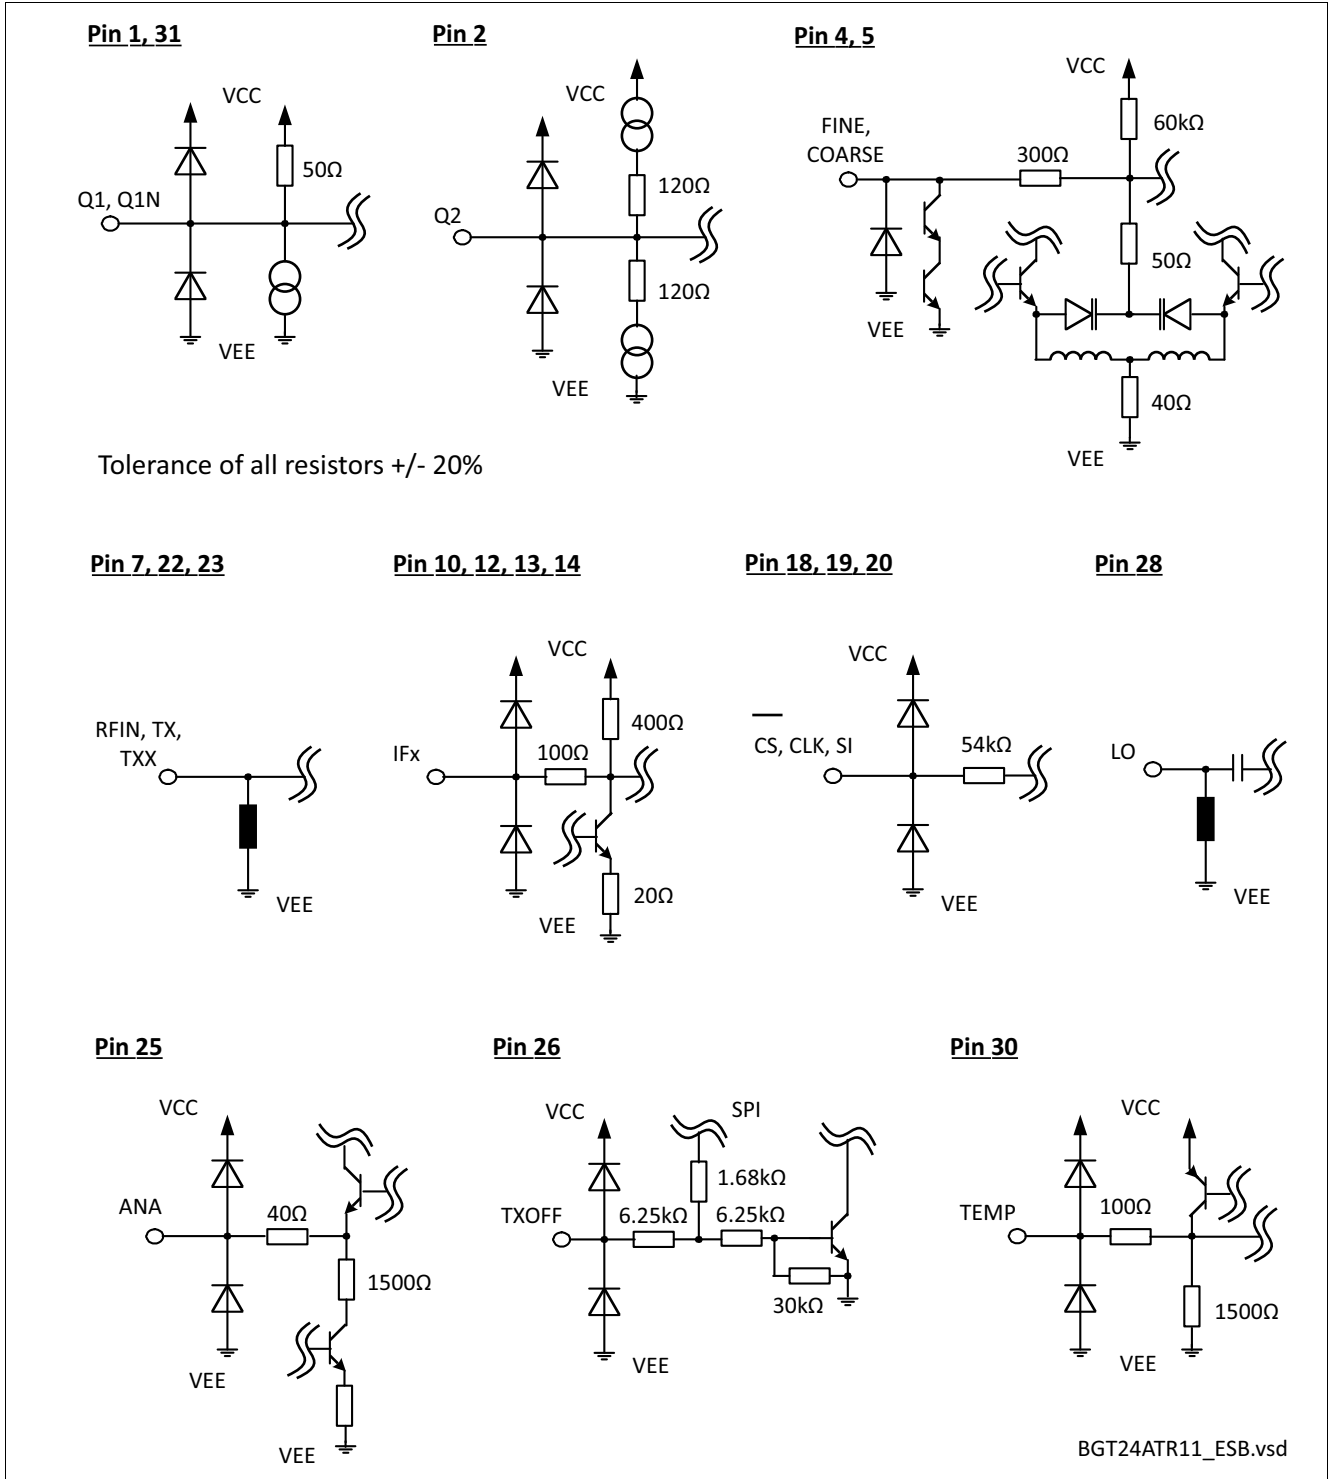 Pin 1, 31
Pin 2
Pin 4, 5
VCC
Q1, Q1N
50Ω
VEE
VCC
Q2
120Ω
120Ω
VEE
VCC
FINE,
COARSE
60kΩ
300Ω
50Ω
VEE
40Ω
VEE
Tolerance of all resistors +/- 20%
Pin 7, 22, 23
Pin 10, 12, 13, 14
Pin 18, 19, 20
Pin 28
RFIN, TX,
TXX
VEE
VCC
IFx
100Ω
400Ω
20Ω
VEE
VCC
CS, CLK, SI
54kΩ
VEE
LO
VEE
Pin 25
Pin 26
Pin 30
VCC
ANA
40Ω
1500Ω
VEE
VEE
VCC
SPI
TXOFF
1.68kΩ
6.25kΩ
6.25kΩ
30kΩ
VEE
VCC
TEMP
100Ω
1500Ω
VEE
BGT24ATR11_ESB.vsd